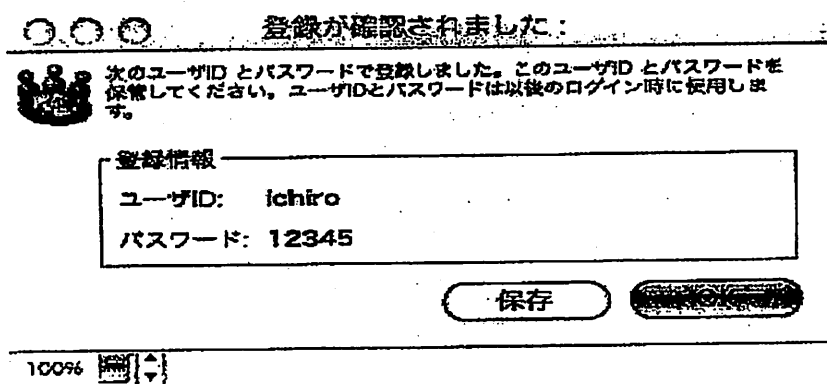 登録が確認されました:
次のユーザID とパスワードで登録しました。このユーザID とパスワードを
保管してください。ユーザIDとパスワードは以後のログイン時に使用しま
す。
登録情報
ユーザID: ichiro
パスワード: 12345
保存
100%